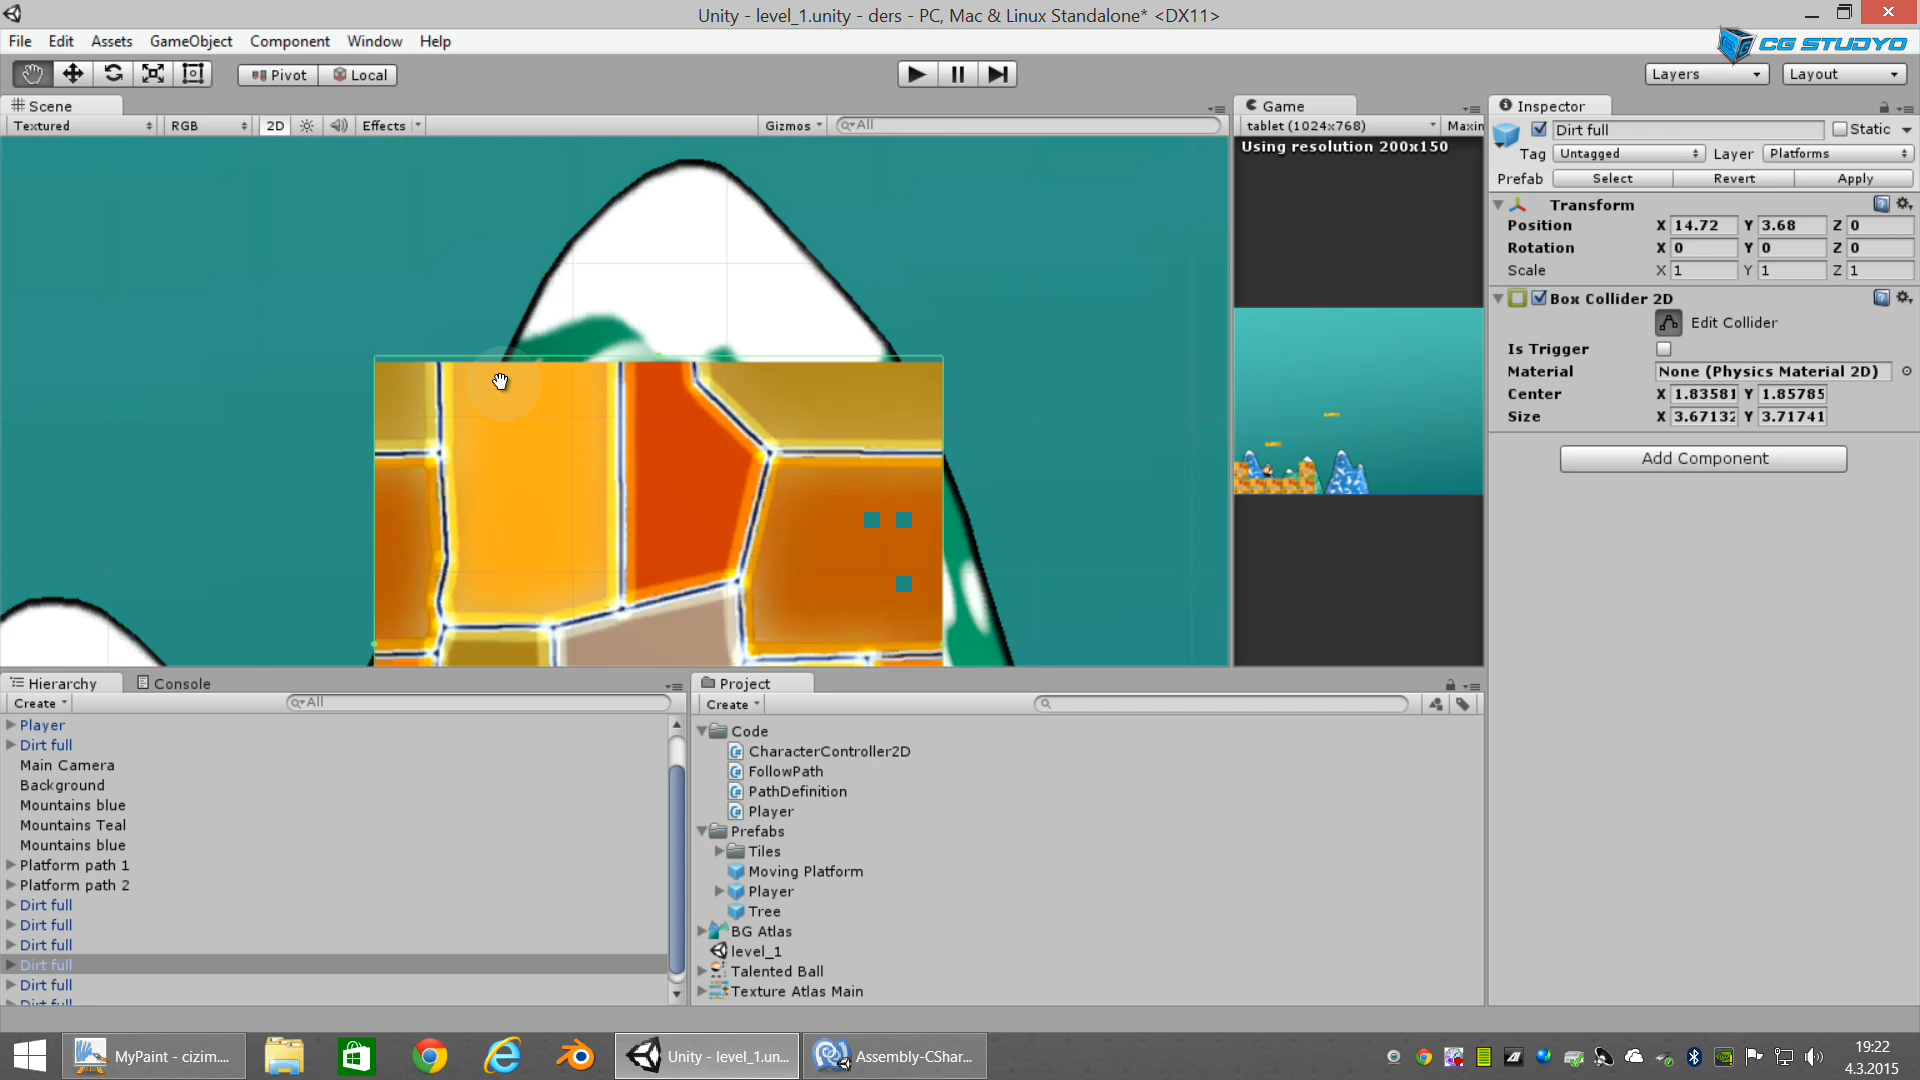 Unity - level_1.unity - ders - PC, Mac & Linux Standalone* <DX11>
File Edit Assets GameObject Component Window Help
CG STUDYO
Pivot Local
Layers Layout
Scene
Textured RGB 2D Effects Gizmos All
Game
tablet (1024x768) Maxin
Using resolution 200x150
Inspector
Dirt full Static
Tag Untagged Layer Platforms
Prefab Select Revert Apply
Transform
Position X 14.72 Y 3.68 Z 0
Rotation X 0 Y 0 Z 0
Scale X 1 Y 1 Z 1
Box Collider 2D
Edit Collider
Is Trigger
Material None (Physics Material 2D)
Center X 1.83581 Y 1.85785
Size X 3.67132 Y 3.71741
Add Component
Hierarchy Console
Create All
Player
Dirt full
Main Camera
Background
Mountains blue
Mountains Teal
Mountains blue
Platform path 1
Platform path 2
Dirt full
Dirt full
Dirt full
Dirt full
Dirt full
Dirt full
Project
Create
Code
CharacterController2D
FollowPath
PathDefinition
Player
Prefabs
Tiles
Moving Platform
Player
Tree
BG Atlas
level_1
Talented Ball
Texture Atlas Main
MyPaint - cizim....
Unity - level_1.un...
Assembly-CShar...
19:22
4.3.2015